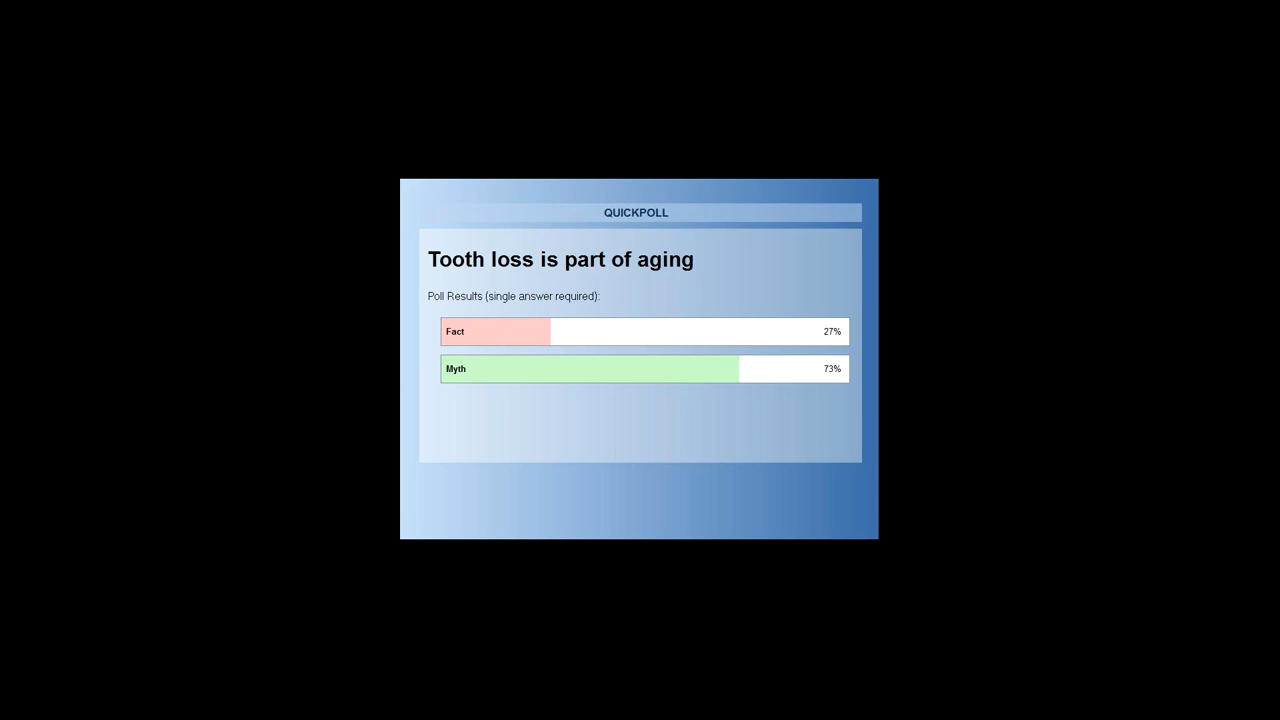 QUICKPOLL
Tooth loss is part of aging
Poll Results (single answer required):
Fact 27%
Myth 73%